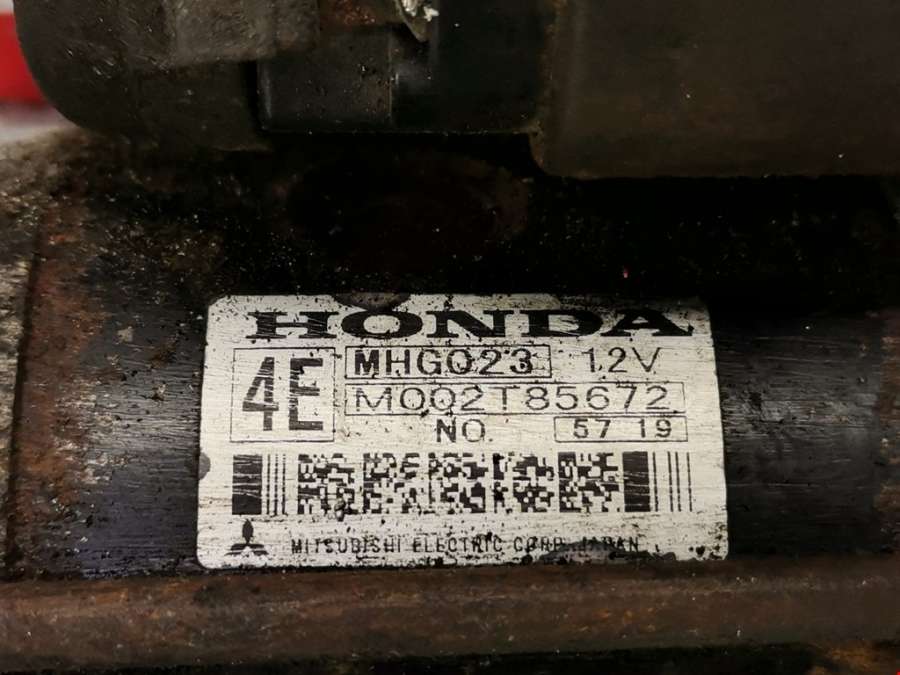 HONDA
4E
MHG023 12V
M002T85672
NO. 57 19
MITSUBISHI ELECTRIC CORP. JAPAN